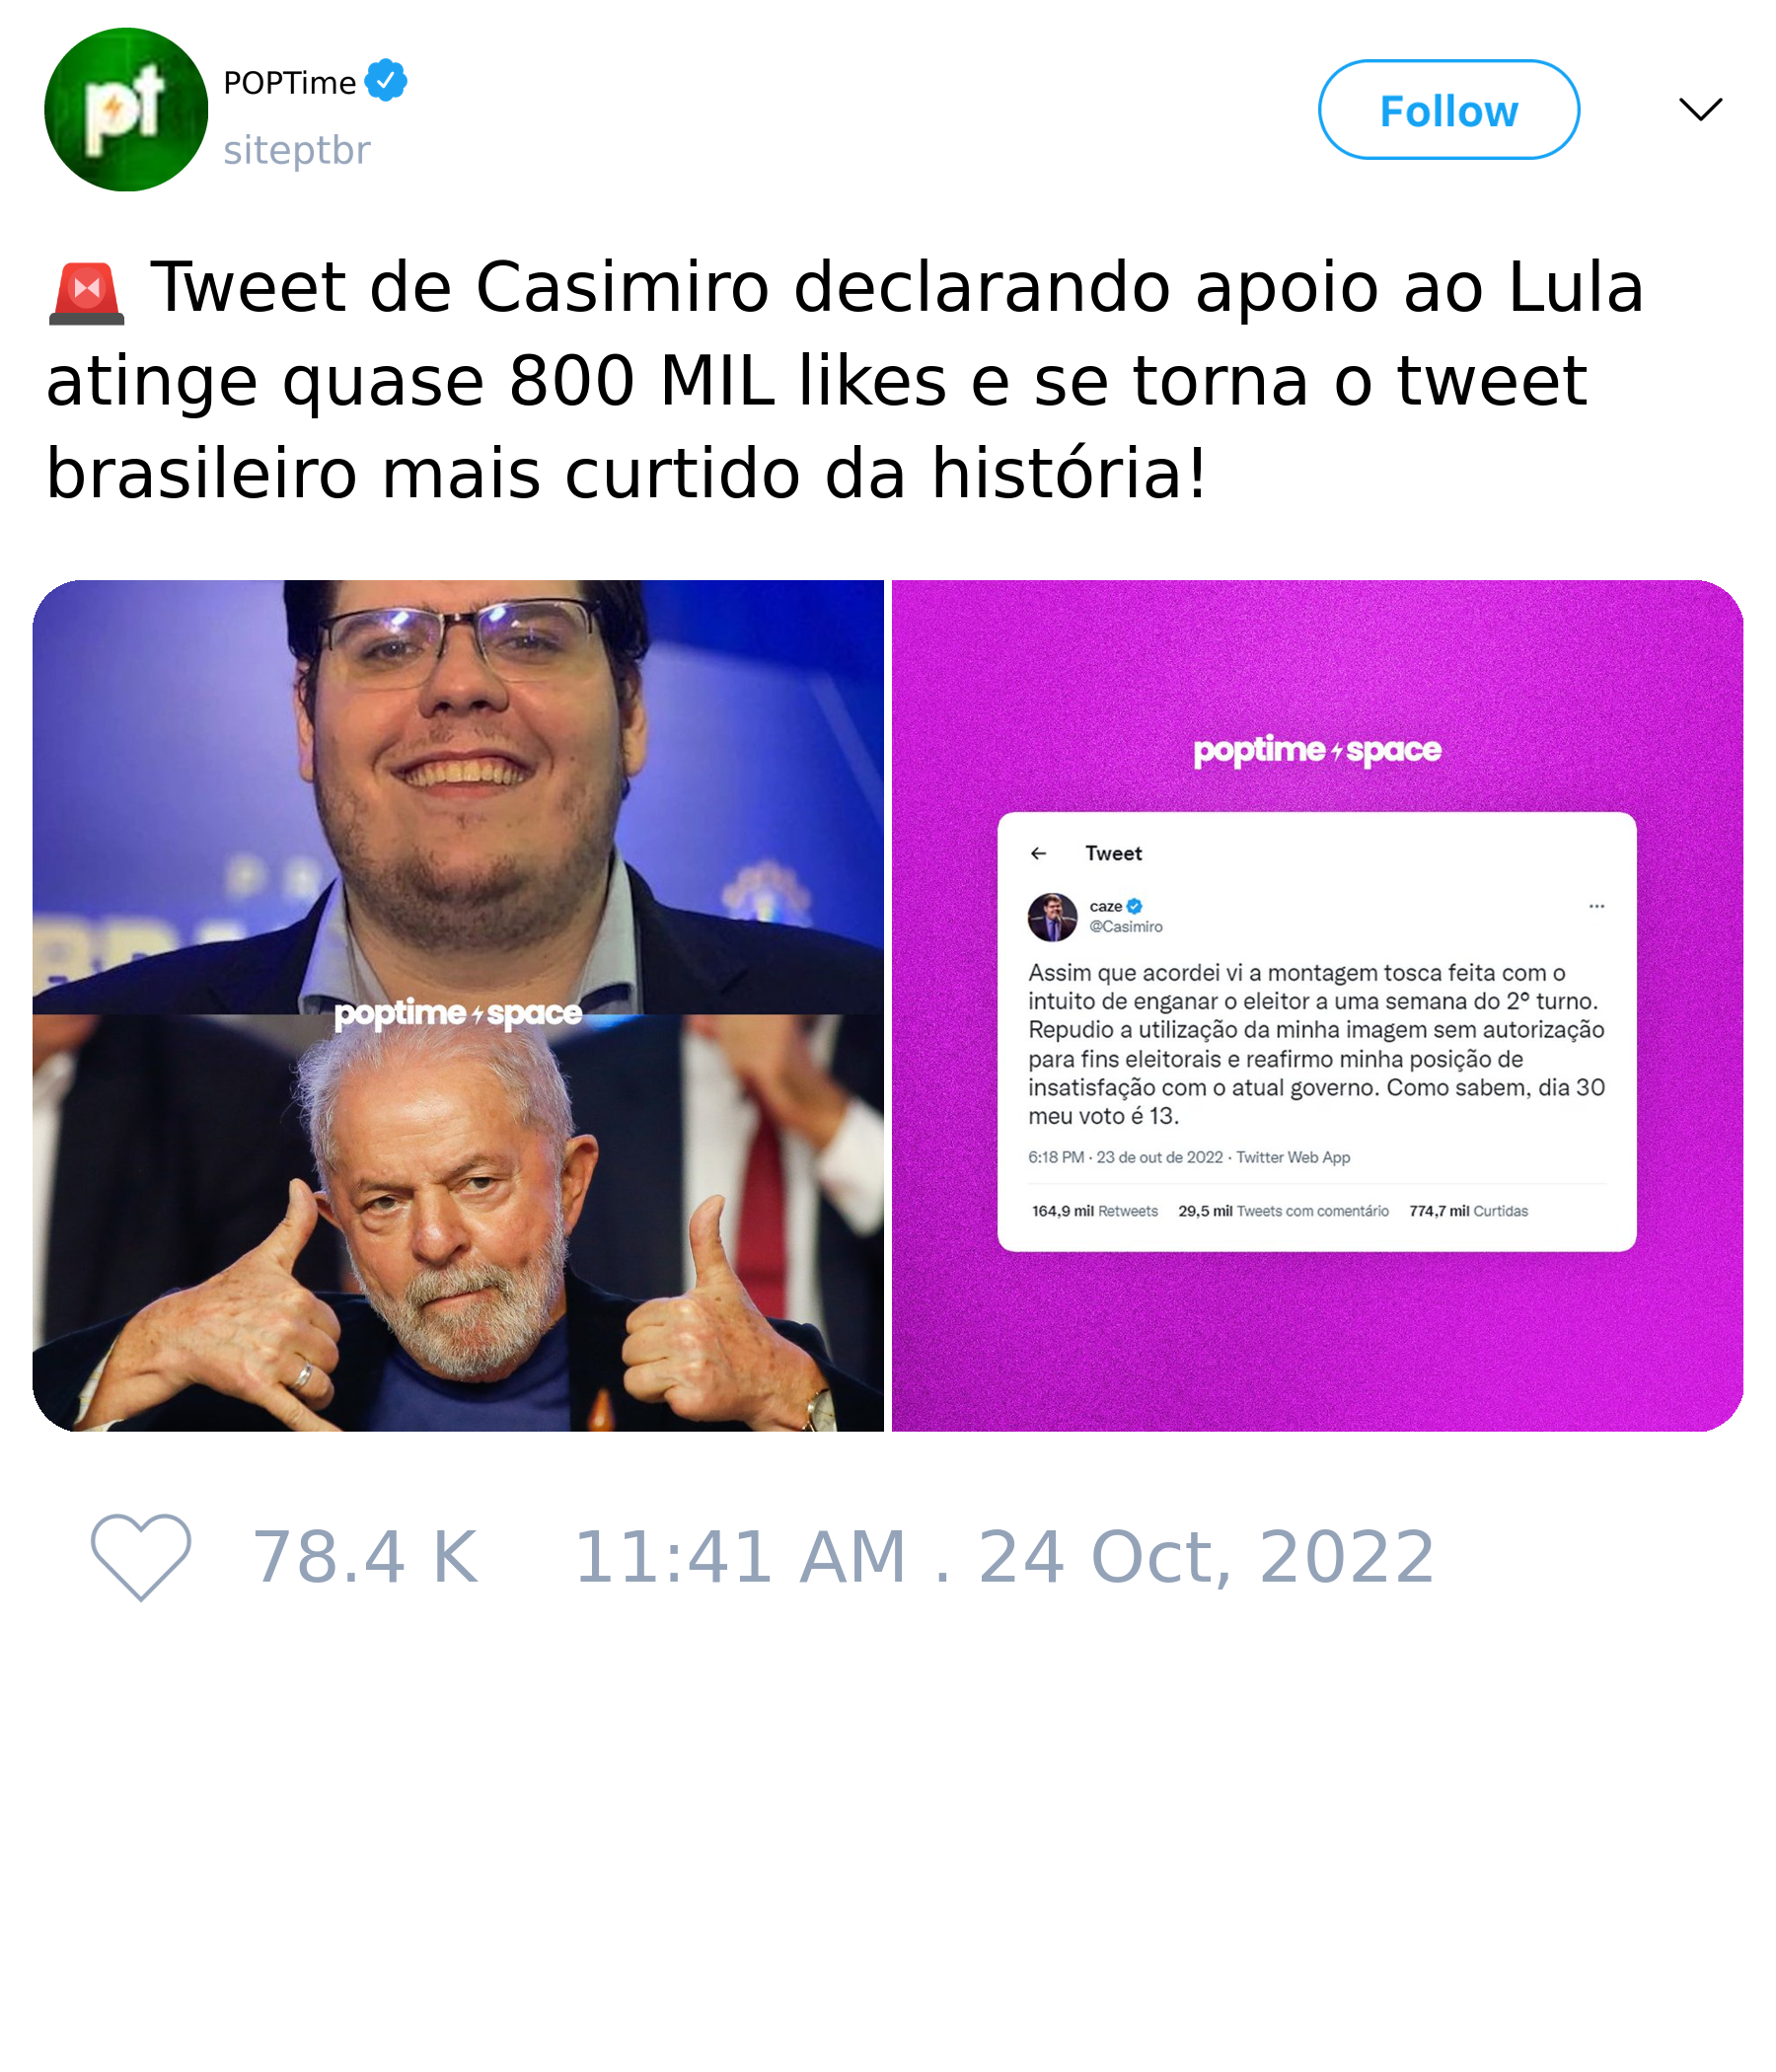 pt
POPTime
siteptbr
Follow
🚨 Tweet de Casimiro declarando apoio ao Lula
atinge quase 800 MIL likes e se torna o tweet
brasileiro mais curtido da história!
poptime space
poptime space
Tweet
caze
@Casimiro
Assim que acordei vi a montagem tosca feita com o
intuito de enganar o eleitor a uma semana do 2º turno.
Repudio a utilização da minha imagem sem autorização
para fins eleitorais e reafirmo minha posição de
insatisfação com o atual governo. Como sabem, dia 30
meu voto é 13.
6:18 PM · 23 de out de 2022 · Twitter Web App
164,9 mil Retweets 29,5 mil Tweets com comentário 774,7 mil Curtidas
78.4 K 11:41 AM . 24 Oct, 2022